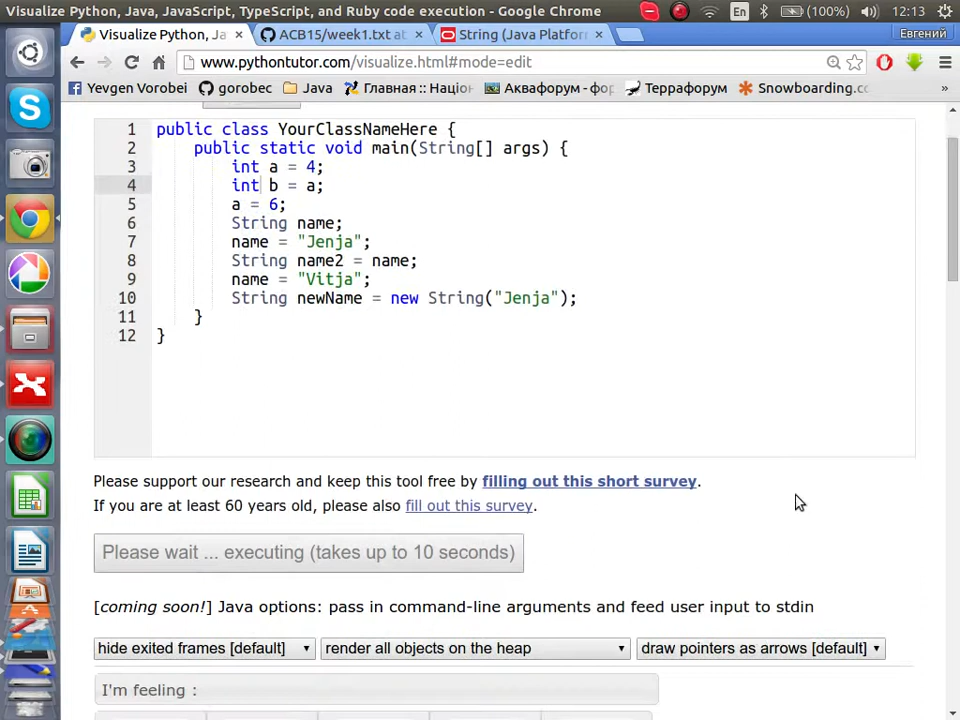 Visualize Python, Java, JavaScript, TypeScript, and Ruby code execution - Google Chrome
En
(100%)
12:13
Visualize Python, Ja
ACB15/week1.txt at
String (Java Platfor
Евгений
www.pythontutor.com/visualize.html#mode=edit
Yevgen Vorobei
gorobec
Java
Главная :: Націон
Аквафорум - фор
Террафорум
Snowboarding.co
1 public class YourClassNameHere {
2 public static void main(String[] args) {
3 int a = 4;
4 int b = a;
5 a = 6;
6 String name;
7 name = "Jenja";
8 String name2 = name;
9 name = "Vitja";
10 String newName = new String("Jenja");
11 }
12 }
Please support our research and keep this tool free by filling out this short survey.
If you are at least 60 years old, please also fill out this survey.
Please wait ... executing (takes up to 10 seconds)
[coming soon!] Java options: pass in command-line arguments and feed user input to stdin
hide exited frames [default]
render all objects on the heap
draw pointers as arrows [default]
I'm feeling :